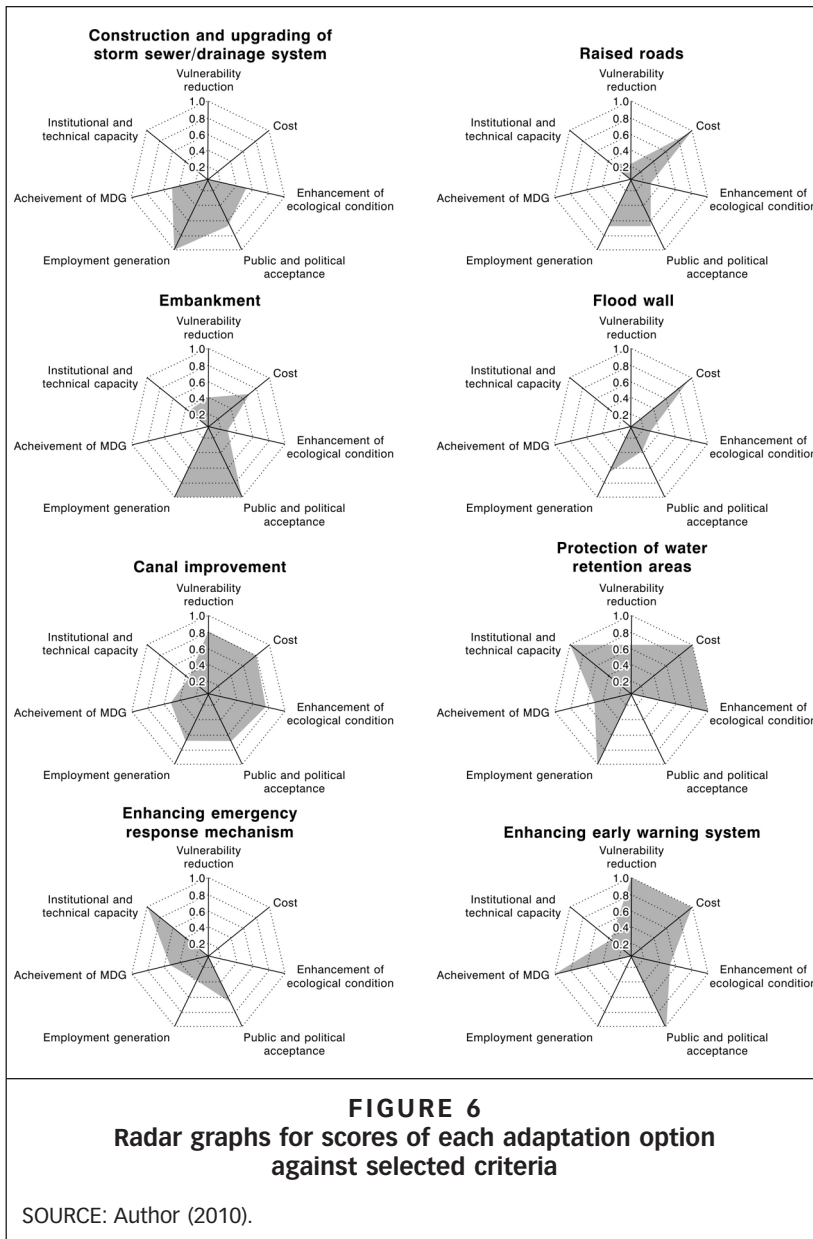 Construction and upgrading of
storm sewer/drainage system
Vulnerability
reduction
1.0
0.8
0.6
0.4
0.2
Cost
Enhancement of
ecological condition
Public and political
acceptance
Employment generation
Acheivement of MDG
Institutional and
technical capacity
Raised roads
Vulnerability
reduction
1.0
0.8
0.6
0.4
0.2
Cost
Enhancement of
ecological condition
Public and political
acceptance
Employment generation
Acheivement of MDG
Institutional and
technical capacity
Embankment
Vulnerability
reduction
1.0
0.8
0.6
0.4
0.2
Cost
Enhancement of
ecological condition
Public and political
acceptance
Employment generation
Acheivement of MDG
Institutional and
technical capacity
Flood wall
Vulnerability
reduction
1.0
0.8
0.6
0.4
0.2
Cost
Enhancement of
ecological condition
Public and political
acceptance
Employment generation
Acheivement of MDG
Institutional and
technical capacity
Canal improvement
Vulnerability
reduction
1.0
0.8
0.6
0.4
0.2
Cost
Enhancement of
ecological condition
Public and political
acceptance
Employment generation
Acheivement of MDG
Institutional and
technical capacity
Protection of water
retention areas
Vulnerability
reduction
1.0
0.8
0.6
0.4
0.2
Cost
Enhancement of
ecological condition
Public and political
acceptance
Employment generation
Acheivement of MDG
Institutional and
technical capacity
Enhancing emergency
response mechanism
Vulnerability
reduction
1.0
0.8
0.6
0.4
0.2
Cost
Enhancement of
ecological condition
Public and political
acceptance
Employment generation
Acheivement of MDG
Institutional and
technical capacity
Enhancing early warning system
Vulnerability
reduction
1.0
0.8
0.6
0.4
0.2
Cost
Enhancement of
ecological condition
Public and political
acceptance
Employment generation
Acheivement of MDG
Institutional and
technical capacity
FIGURE 6
Radar graphs for scores of each adaptation option
against selected criteria
SOURCE: Author (2010).